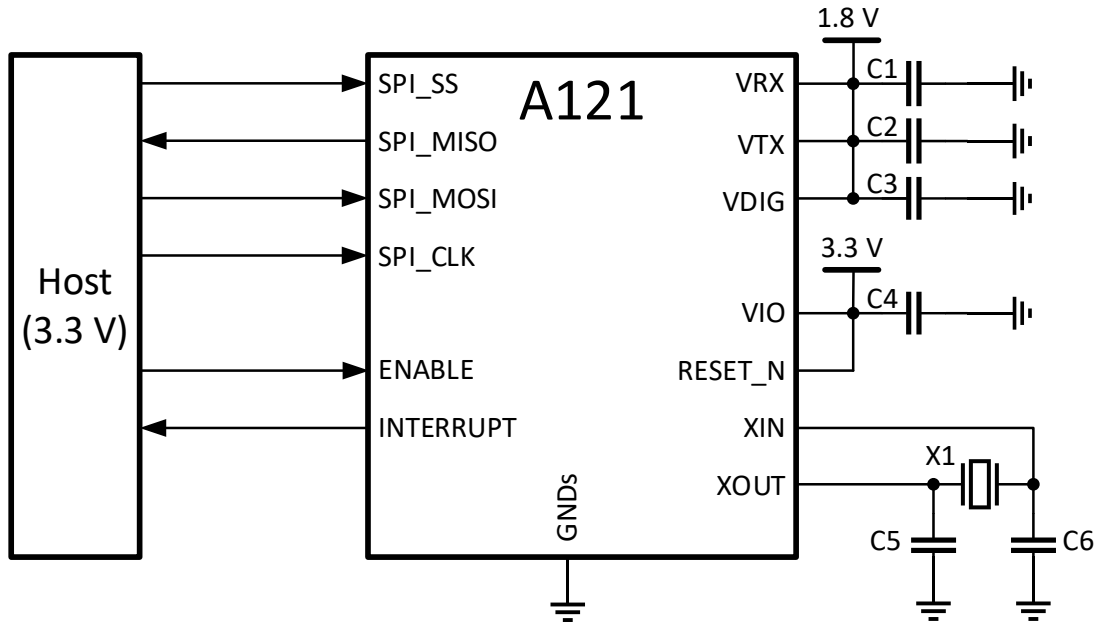 1.8 V
A121
Host
(3.3 V)
SPI_SS
SPI_MISO
SPI_MOSI
SPI_CLK
ENABLE
INTERRUPT
GNDs
VRX
VTX
VDIG
VIO
RESET_N
XIN
XOUT
C1
C2
C3
3.3 V
C4
X1
C5
C6